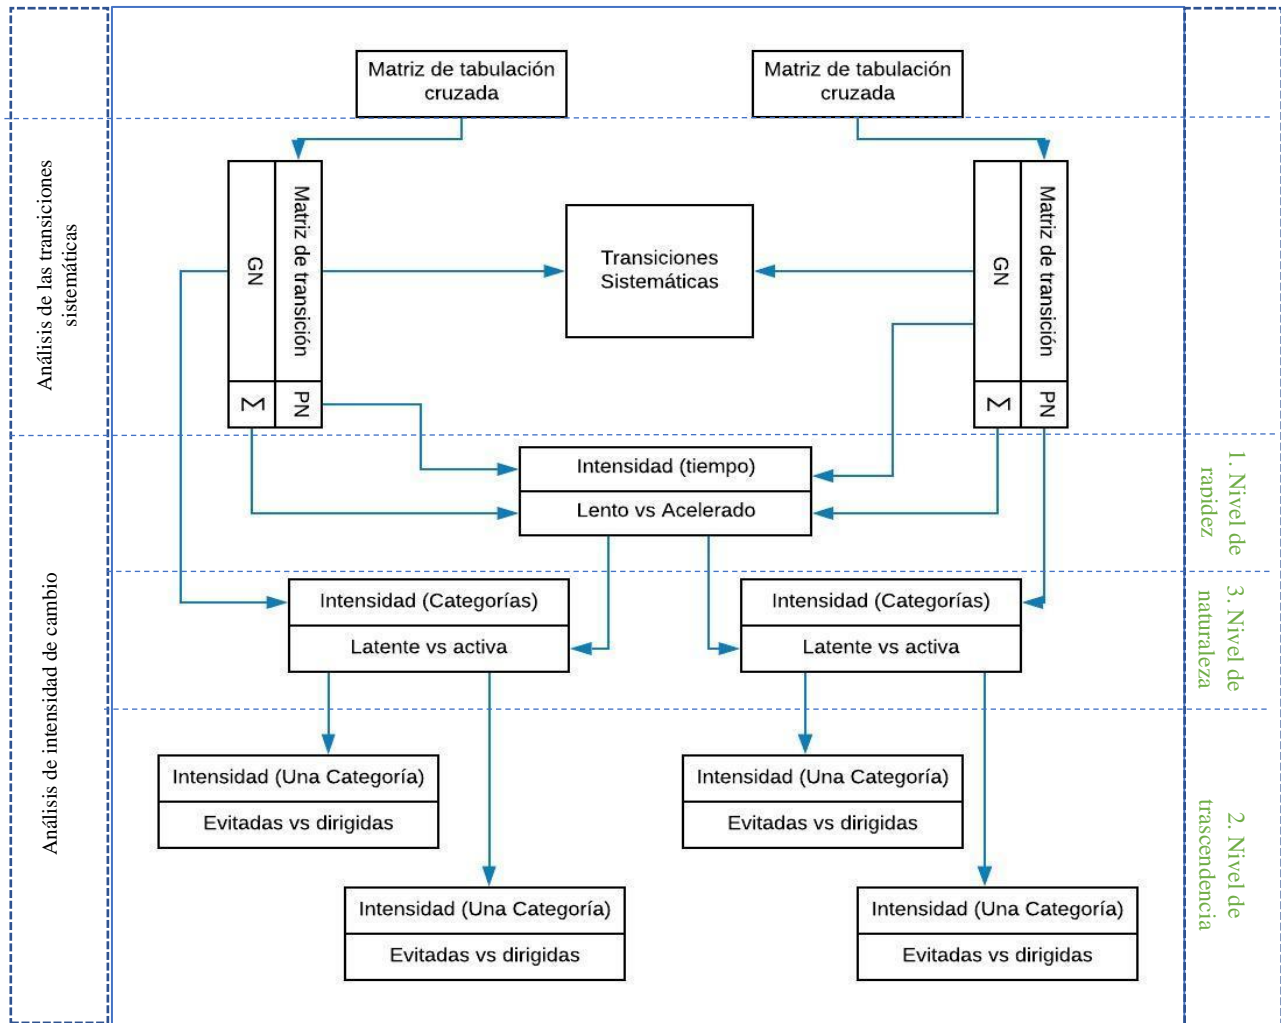 Matriz de tabulación
cruzada
Matriz de tabulación
cruzada
Análisis de las transiciones
sistemáticas
GN
Matriz de transición
Σ
PN
Transiciones
Sistemáticas
GN
Matriz de transición
Σ
PN
Intensidad (tiempo)
Lento vs Acelerado
1. Nivel de
rapidez
Análisis de intensidad de cambio
Intensidad (Categorías)
Latente vs activa
Intensidad (Categorías)
Latente vs activa
3. Nivel de
naturaleza
Intensidad (Una Categoría)
Evitadas vs dirigidas
Intensidad (Una Categoría)
Evitadas vs dirigidas
2. Nivel de
trascendencia
Intensidad (Una Categoría)
Evitadas vs dirigidas
Intensidad (Una Categoría)
Evitadas vs dirigidas